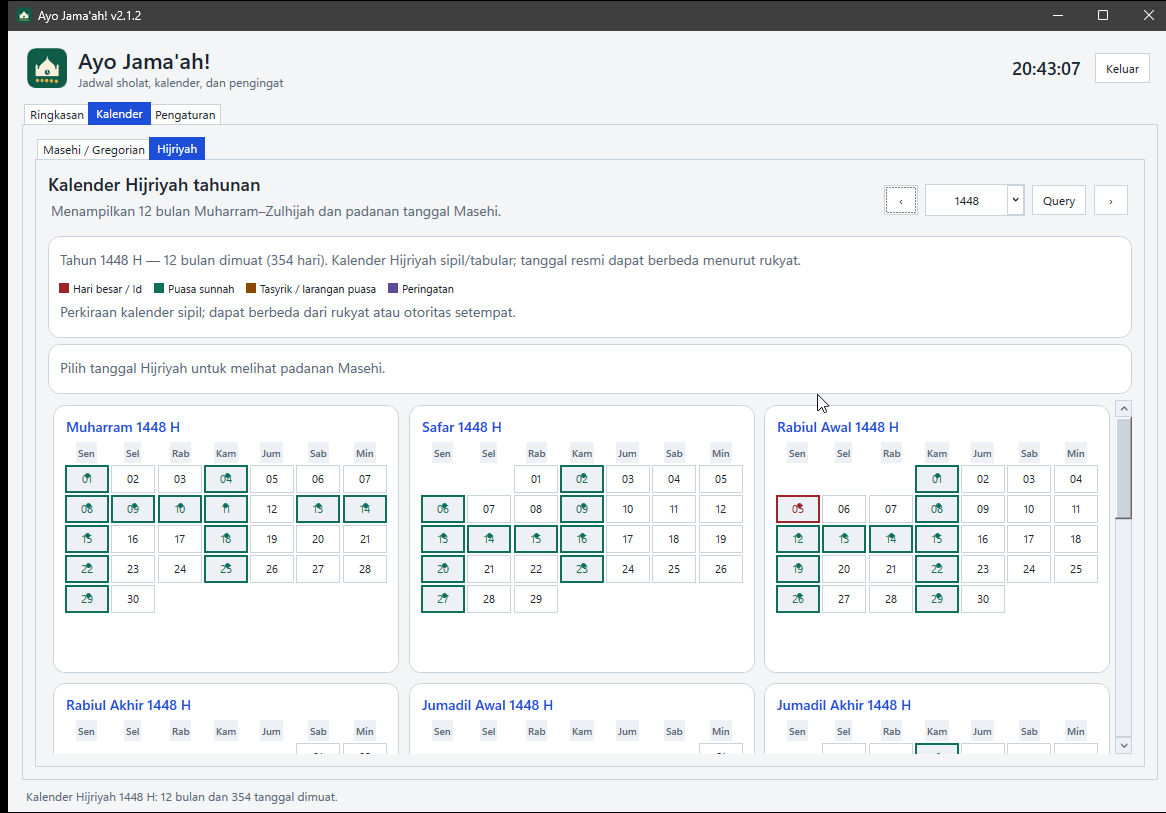 Ayo Jama'ah! v2.1.2
Ayo Jama'ah!
Jadwal sholat, kalender, dan pengingat
20:43:07
Keluar
Ringkasan Kalender Pengaturan
Masehi / Gregorian Hijriyah
Kalender Hijriyah tahunan
Menampilkan 12 bulan Muharram–Zulhijah dan padanan tanggal Masehi.
‹ 1448 Query ›
Tahun 1448 H — 12 bulan dimuat (354 hari). Kalender Hijriyah sipil/tabular; tanggal resmi dapat berbeda menurut rukyat.
Hari besar / Id Puasa sunnah Tasyrik / larangan puasa Peringatan
Perkiraan kalender sipil; dapat berbeda dari rukyat atau otoritas setempat.
Pilih tanggal Hijriyah untuk melihat padanan Masehi.
Muharram 1448 H
Sen Sel Rab Kam Jum Sab Min
01 02 03 04 05 06 07
08 09 10 11 12 13 14
15 16 17 18 19 20 21
22 23 24 25 26 27 28
29 30
Safar 1448 H
Sen Sel Rab Kam Jum Sab Min
01 02 03 04 05
06 07 08 09 10 11 12
13 14 15 16 17 18 19
20 21 22 23 24 25 26
27 28 29
Rabiul Awal 1448 H
Sen Sel Rab Kam Jum Sab Min
01 02 03 04
05 06 07 08 09 10 11
12 13 14 15 16 17 18
19 20 21 22 23 24 25
26 27 28 29 30
Rabiul Akhir 1448 H
Sen Sel Rab Kam Jum Sab Min
Jumadil Awal 1448 H
Sen Sel Rab Kam Jum Sab Min
Jumadil Akhir 1448 H
Sen Sel Rab Kam Jum Sab Min
Kalender Hijriyah 1448 H: 12 bulan dan 354 tanggal dimuat.